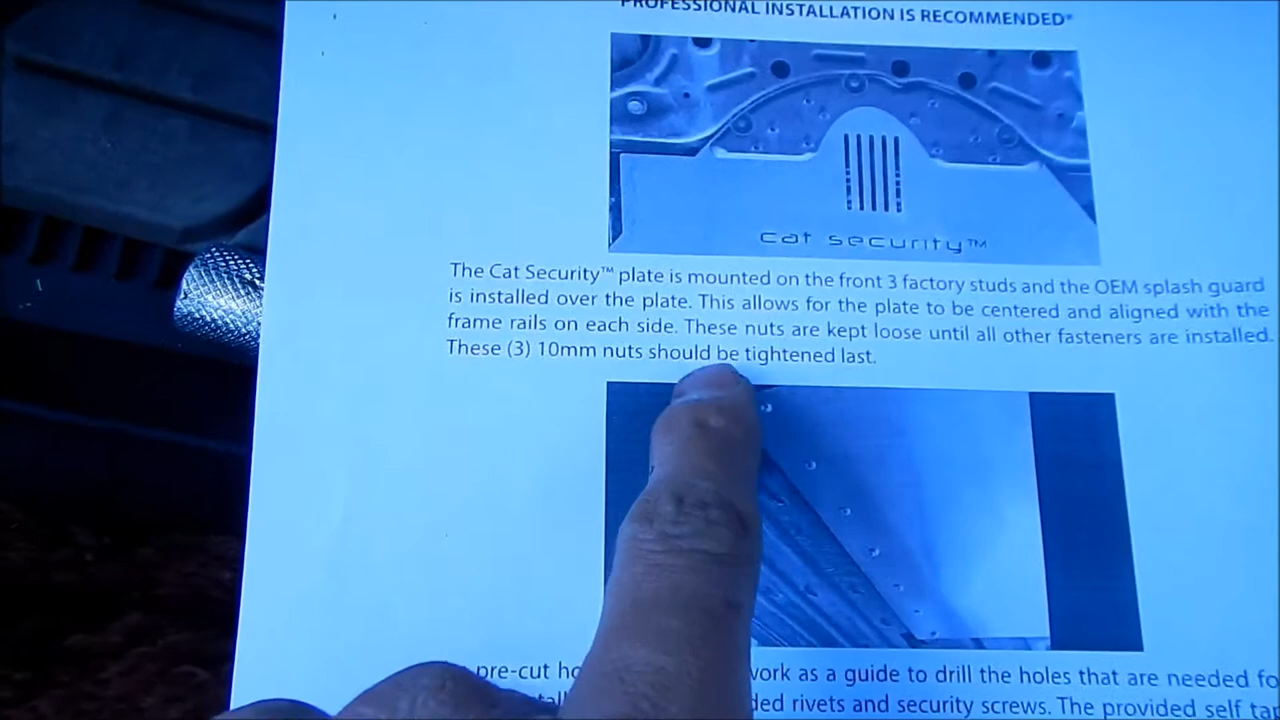 PROFESSIONAL INSTALLATION IS RECOMMENDED*
cat security™
The Cat Security™ plate is mounted on the front 3 factory studs and the OEM splash guard
is installed over the plate. This allows for the plate to be centered and aligned with the
frame rails on each side. These nuts are kept loose until all other fasteners are installed.
These (3) 10mm nuts should be tightened last.
pre-cut work as a guide to drill the holes that are needed
rivets and security screws. The provided self